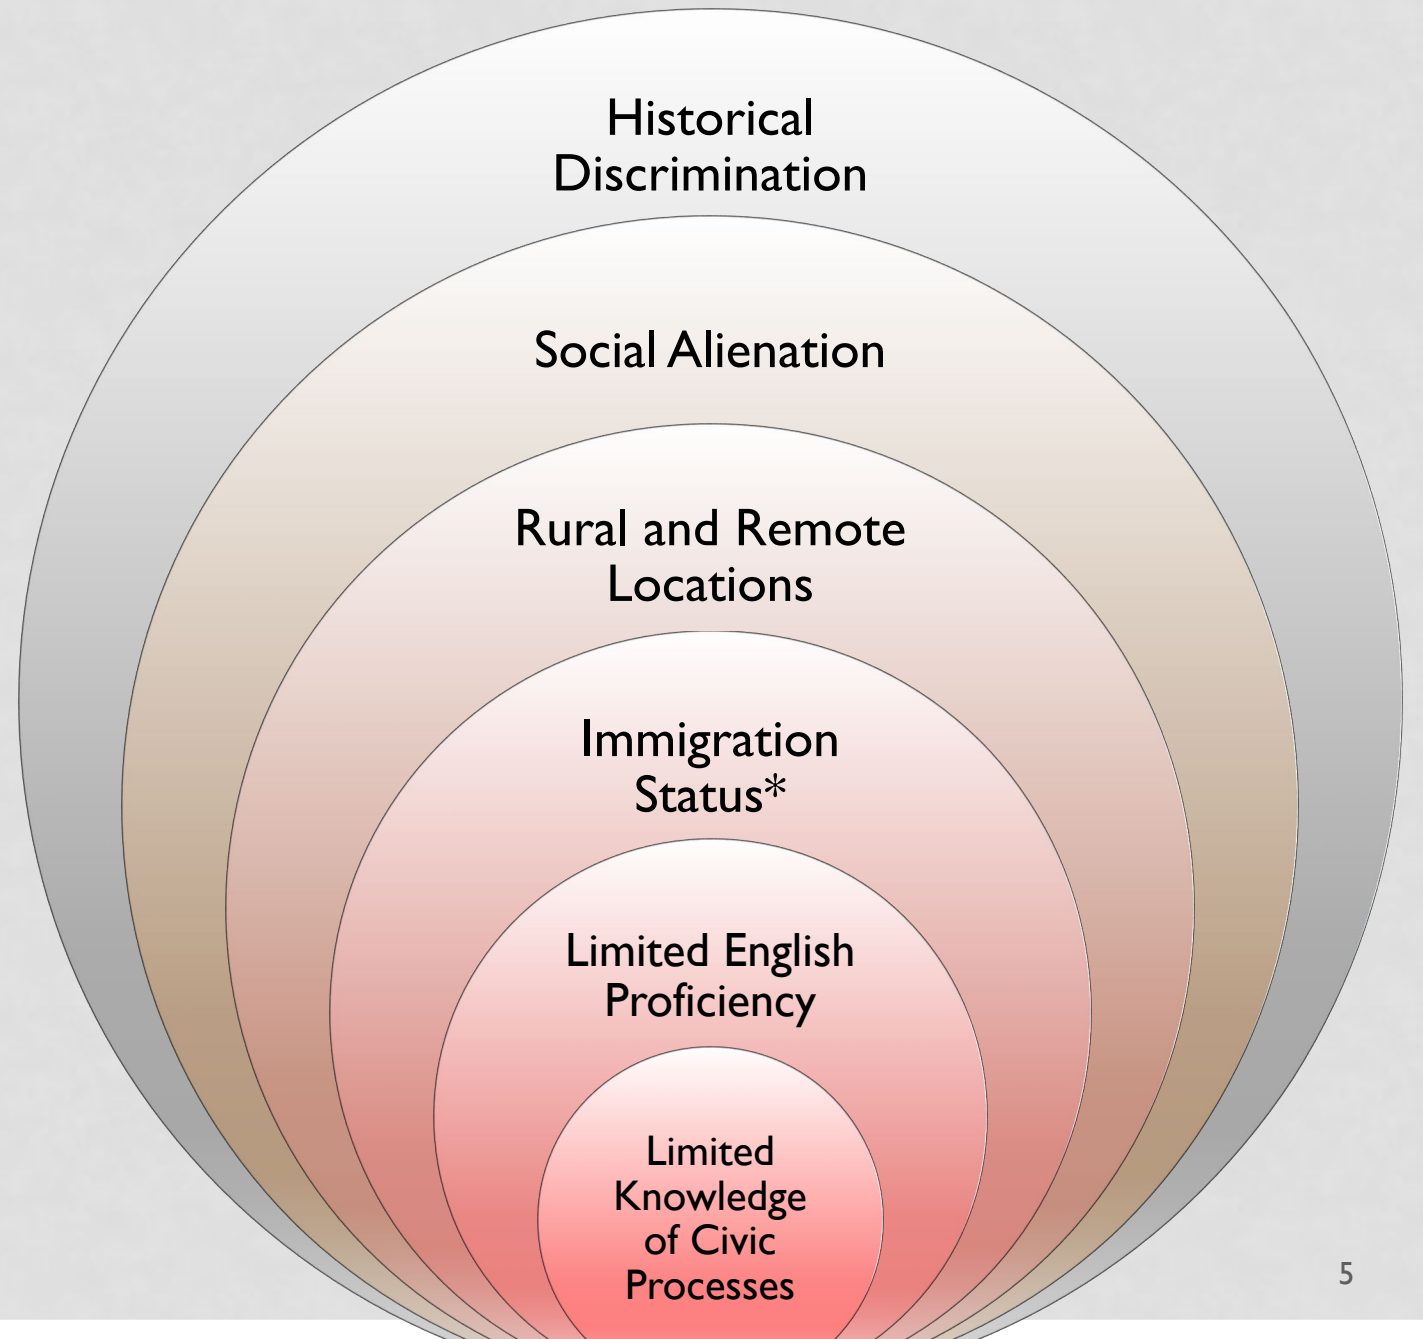 Historical
Discrimination
Social Alienation
Rural and Remote
Locations
Immigration
Status*
Limited English
Proficiency
Limited
Knowledge
of Civic
Processes
5